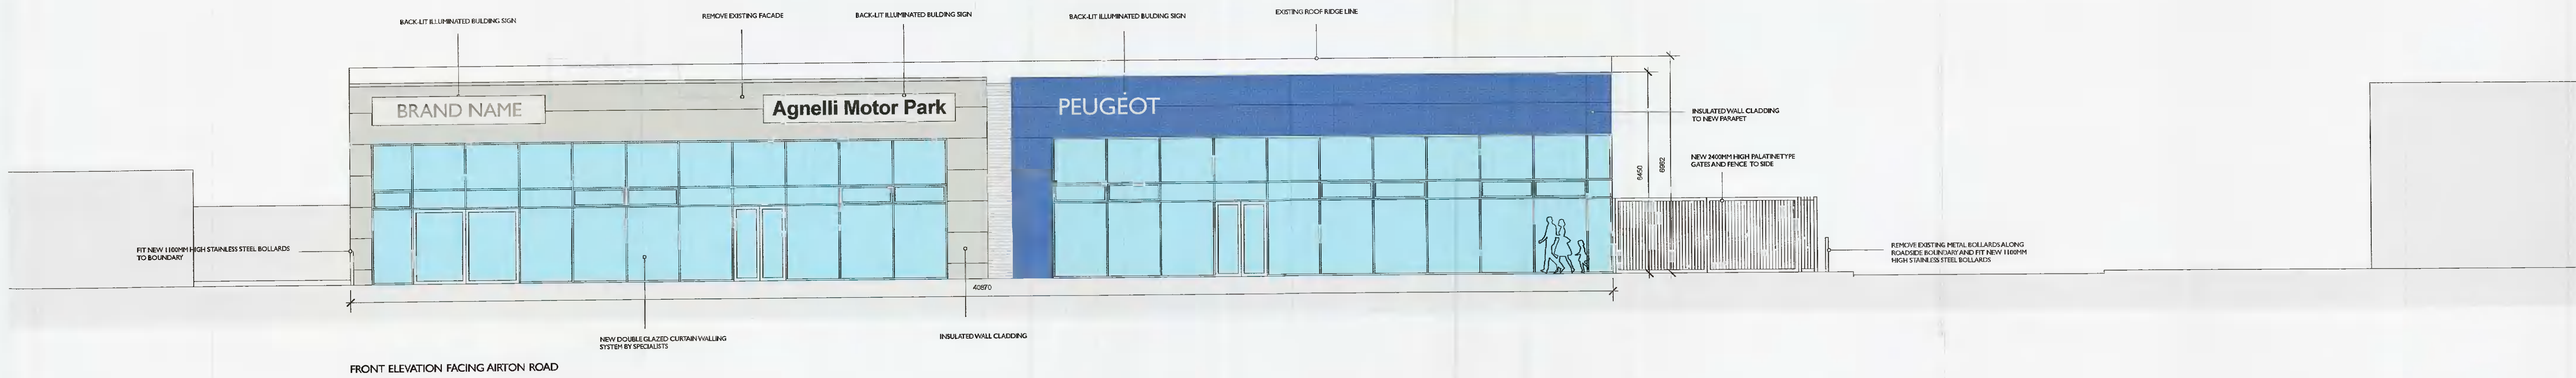 BACK-LIT ILLUMINATED BULDING SIGN
REMOVE EXISTING FACADE
BACK-LIT ILLUMINATED BULDING SIGN
BACK-LIT ILLUMINATED BULDING SIGN
EXISTING ROOF RIDGE LINE
BRAND NAME
Agnelli Motor Park
PEUGEOT
INSULATED WALL CLADDING
TO NEW PARAPET
NEW 2400MM HIGH PALATINE TYPE
GATES AND FENCE TO SIDE
6450
6982
FIT NEW 1100MM HIGH STAINLESS STEEL BOLLARDS
TO BOUNDARY
REMOVE EXISTING METAL BOLLARDS ALONG
ROADSIDE BOUNDARY AND FIT NEW 1100MM
HIGH STAINLESS STEEL BOLLARDS
40870
NEW DOUBLE GLAZED CURTAIN WALLING
SYSTEM BY SPECIALISTS
INSULATED WALL CLADDING
FRONT ELEVATION FACING AIRTON ROAD